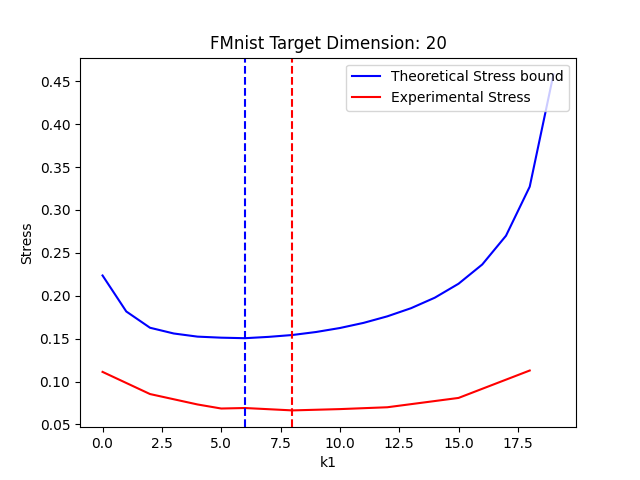 FMnist Target Dimension: 20
Theoretical Stress bound
Experimental Stress
0.45
0.40
0.35
0.30
0.25
0.20
0.15
0.10
0.05
Stress
0.0 2.5 5.0 7.5 10.0 12.5 15.0 17.5
k1